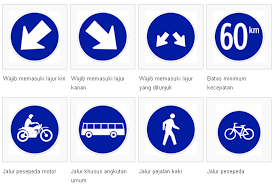 60 km
Wajib memasuki lajur kiri
Wajib memasuki lajur
kanan
Wajib memasuki lajur
yang ditunjuk
Batas minimum
kecepatan
Jalur pesepeda motor
Jalur khusus angkutan
umum
Jalur pejalan kaki
Jalur pesepeda